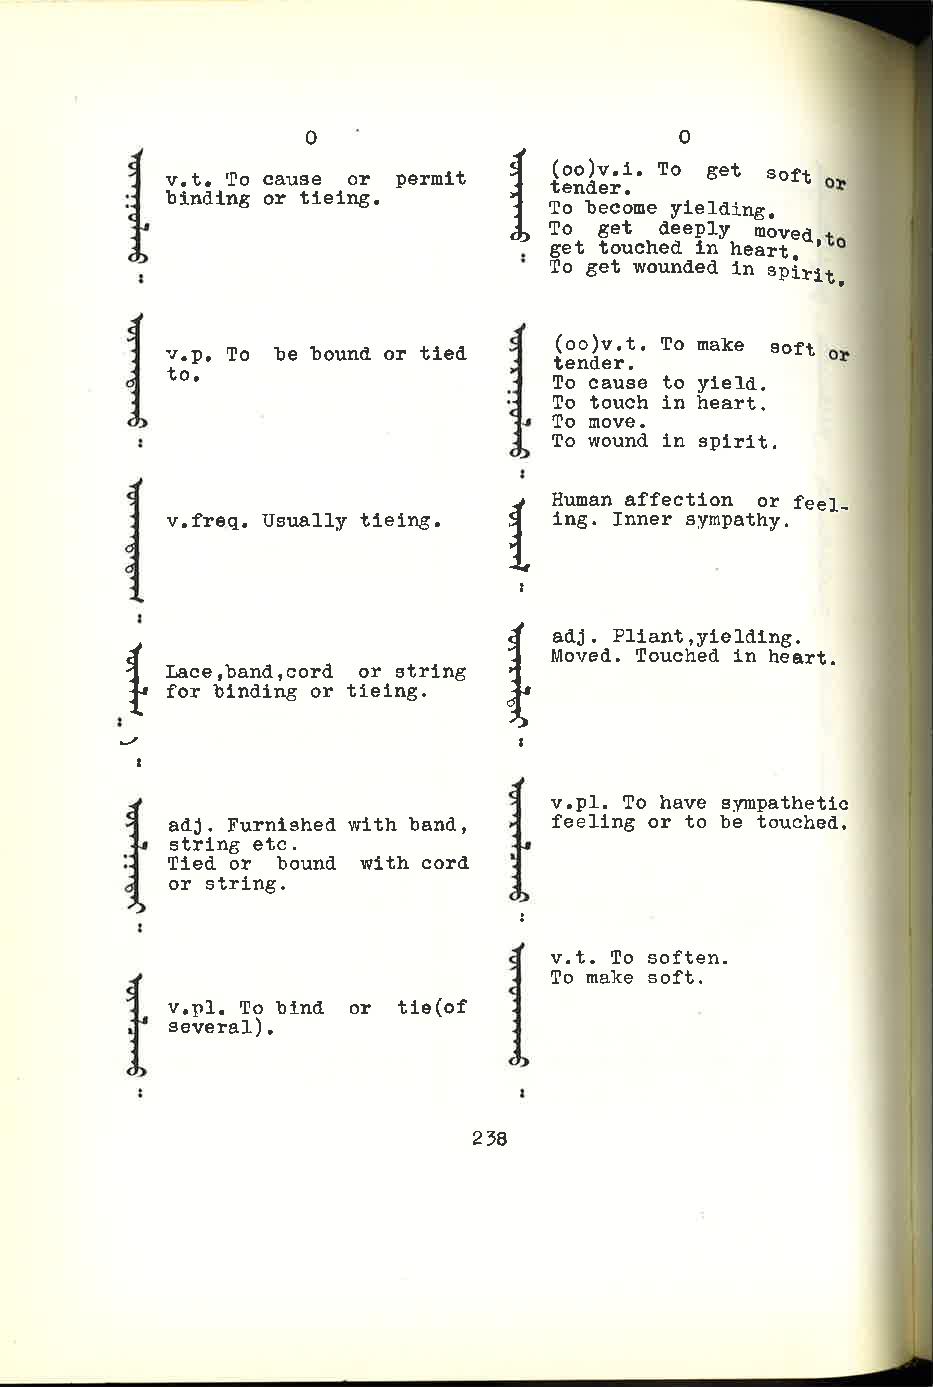 O
v.t. To cause or permit
binding or tieing.
v.p. To be bound or tied
to.
v.freq. Usually tieing.
Lace,band,cord or string
for binding or tieing.
adj. Furnished with band,
string etc.
Tied or bound with cord
or string.
v.pl. To bind or tie(of
several).
O
(oo)v.i. To get soft or
tender.
To become yielding.
To get deeply moved,to
get touched in heart.
To get wounded in spirit.
(oo)v.t. To make soft or
tender.
To cause to yield.
To touch in heart.
To move.
To wound in spirit.
Human affection or feel-
ing. Inner sympathy.
adj. Pliant,yielding.
Moved. Touched in heart.
v.pl. To have sympathetic
feeling or to be touched.
v.t. To soften.
To make soft.
238